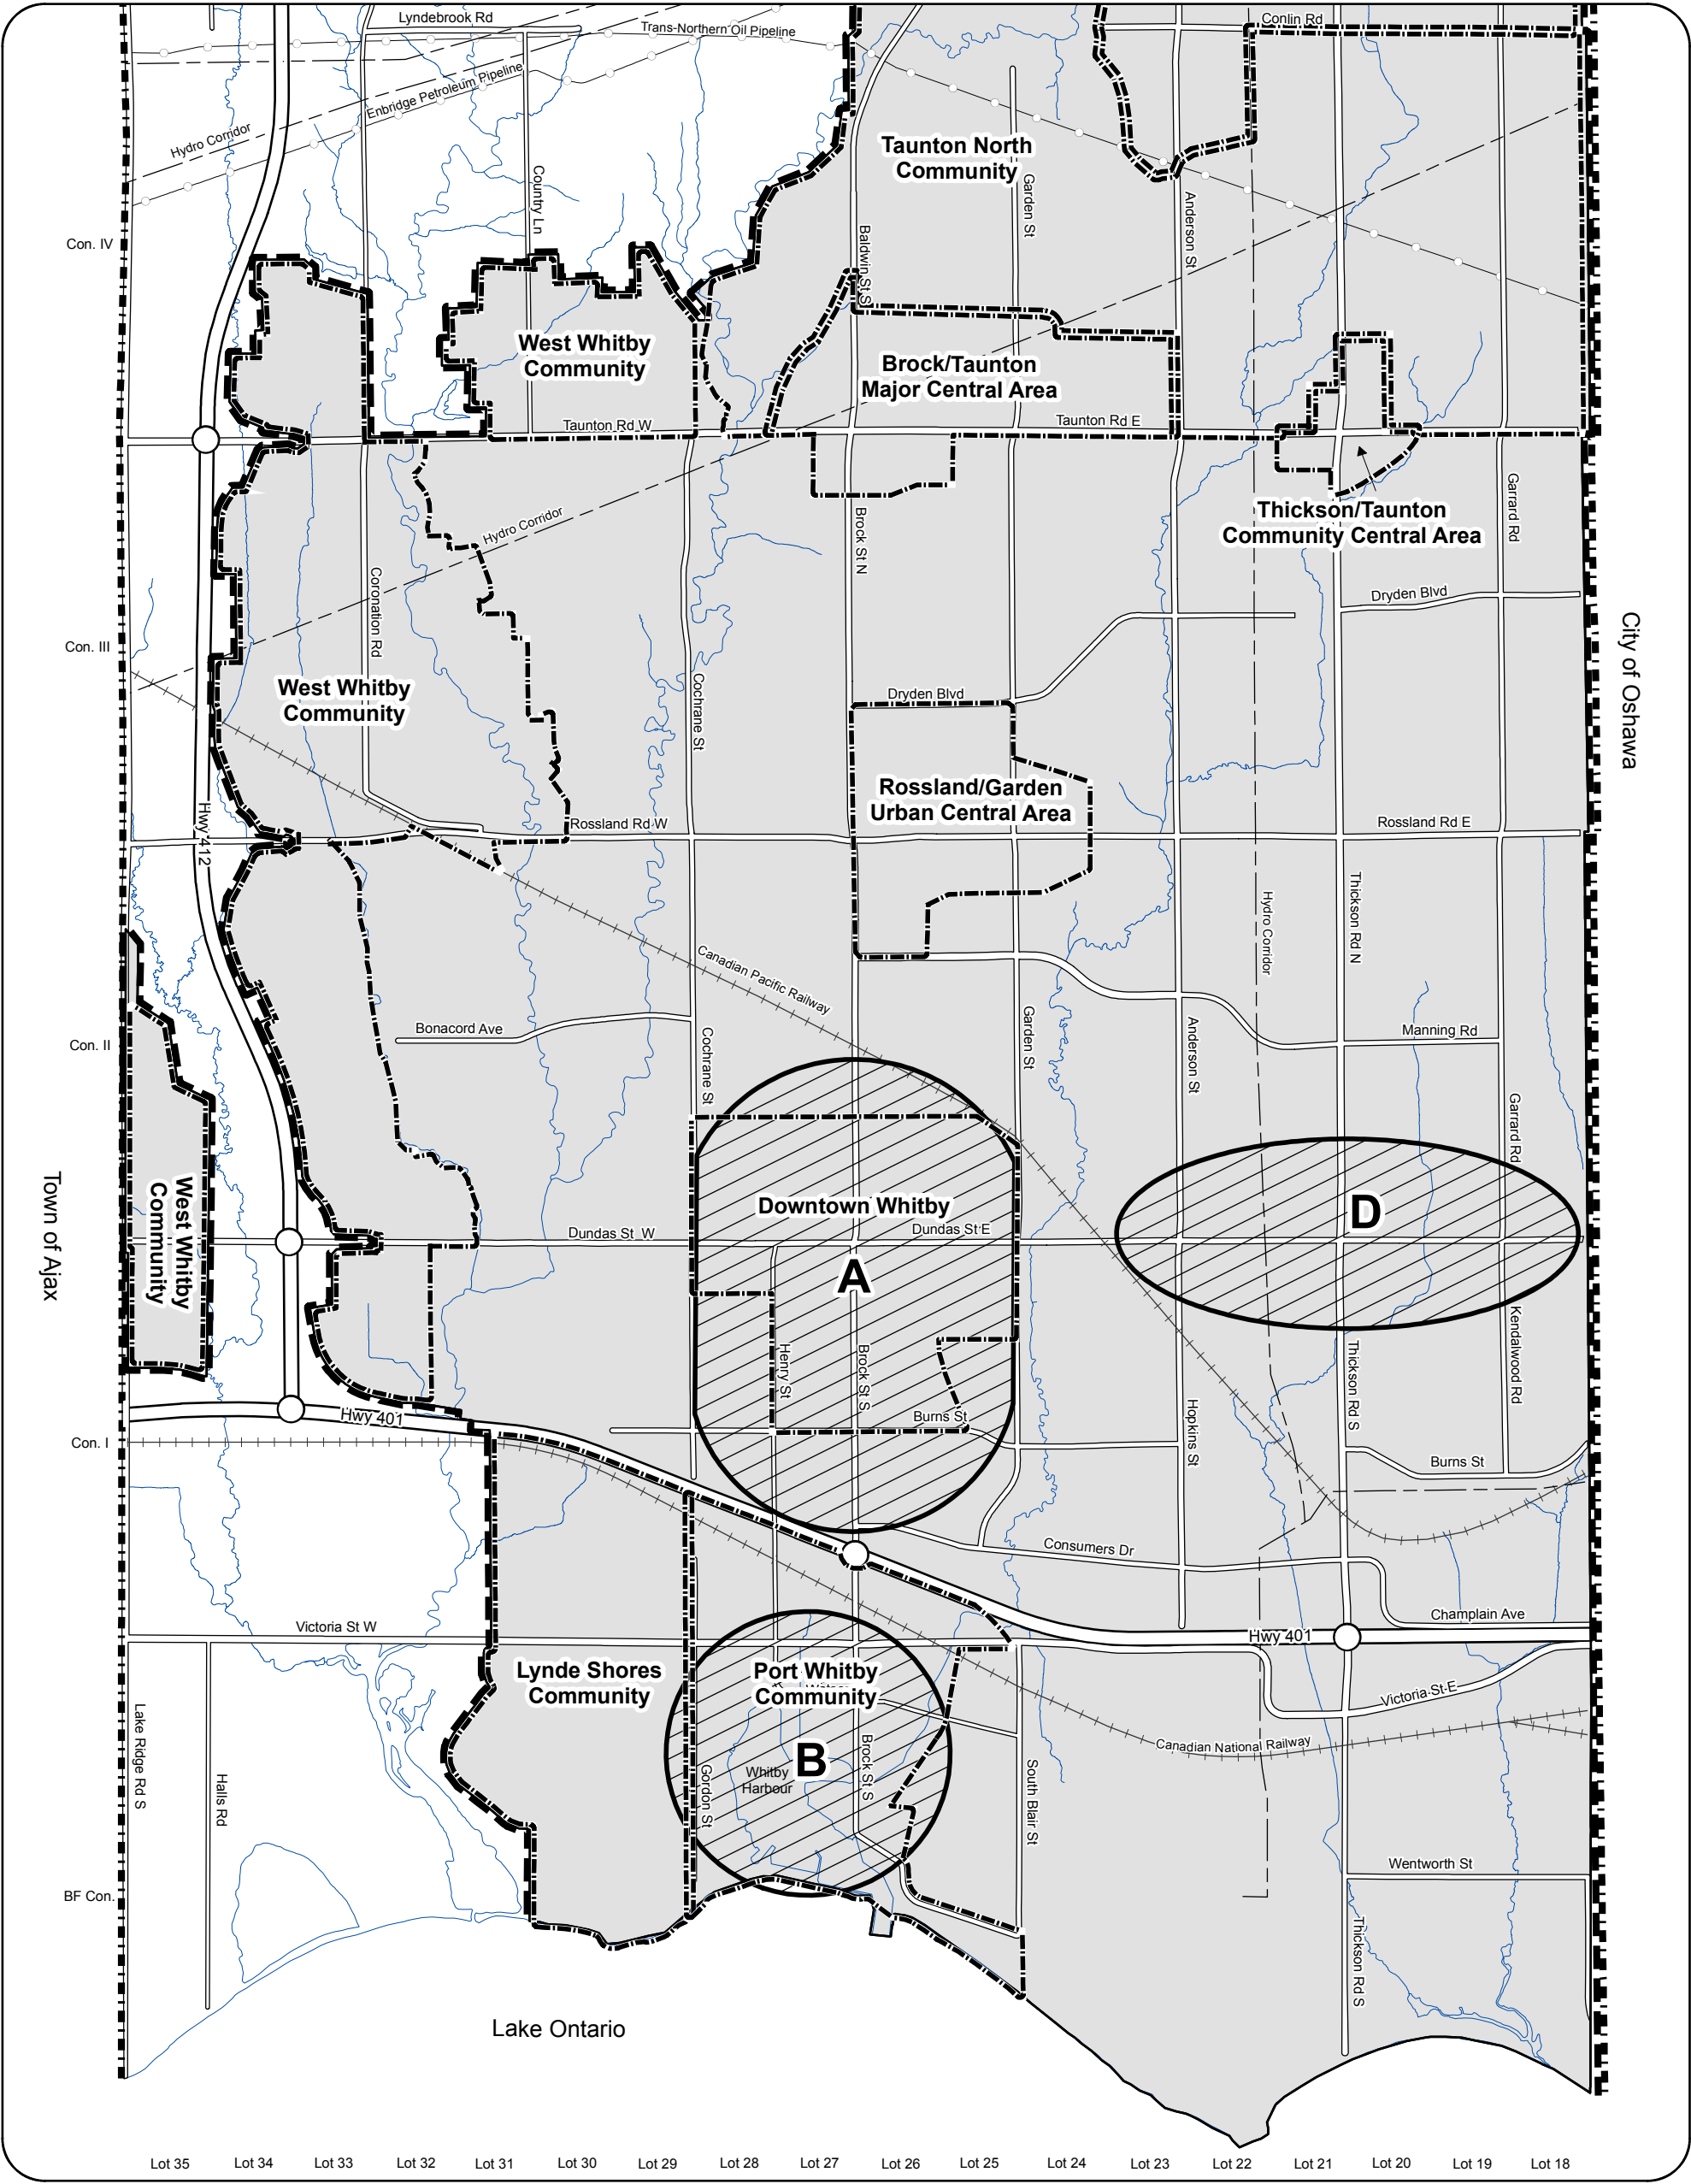 Lyndebrook Rd
Trans-Northern Oil Pipeline
Conlin Rd
Enbridge Petroleum Pipeline
Hydro Corridor
Country Ln
Taunton North
Community
Garden St
Anderson St
Con. IV
Baldwin St S
West Whitby
Community
Brock/Taunton
Major Central Area
Taunton Rd W
Taunton Rd E
Hydro Corridor
Brock St N
Thickson/Taunton
Community Central Area
Garrard Rd
Coronation Rd
Dryden Blvd
Con. III
City of Oshawa
West Whitby
Community
Cochrane St
Dryden Blvd
Rossland/Garden
Urban Central Area
Hwy 412
Rossland Rd W
Rossland Rd E
Thickson Rd N
Hydro Corridor
Canadian Pacific Railway
Bonacord Ave
Cochrane St
Garden St
Anderson St
Manning Rd
Con. II
Garrard Rd
Town of Ajax
West Whitby
Community
Downtown Whitby
Dundas St W
Dundas St E
D
A
Henry St
Brock St S
Thickson Rd S
Kendalwood Rd
Hwy 401
Burns St
Hopkins St
Con. I
Burns St
Consumers Dr
Champlain Ave
Victoria St W
Hwy 401
Lynde Shores
Community
Port Whitby
Community
Victoria St E
Lake Ridge Rd S
Halls Rd
Gordon St
Whitby
Harbour
B
Brock St S
South Blair St
Canadian National Railway
Wentworth St
BF Con.
Thickson Rd S
Lake Ontario
Lot 35
Lot 34
Lot 33
Lot 32
Lot 31
Lot 30
Lot 29
Lot 28
Lot 27
Lot 26
Lot 25
Lot 24
Lot 23
Lot 22
Lot 21
Lot 20
Lot 19
Lot 18